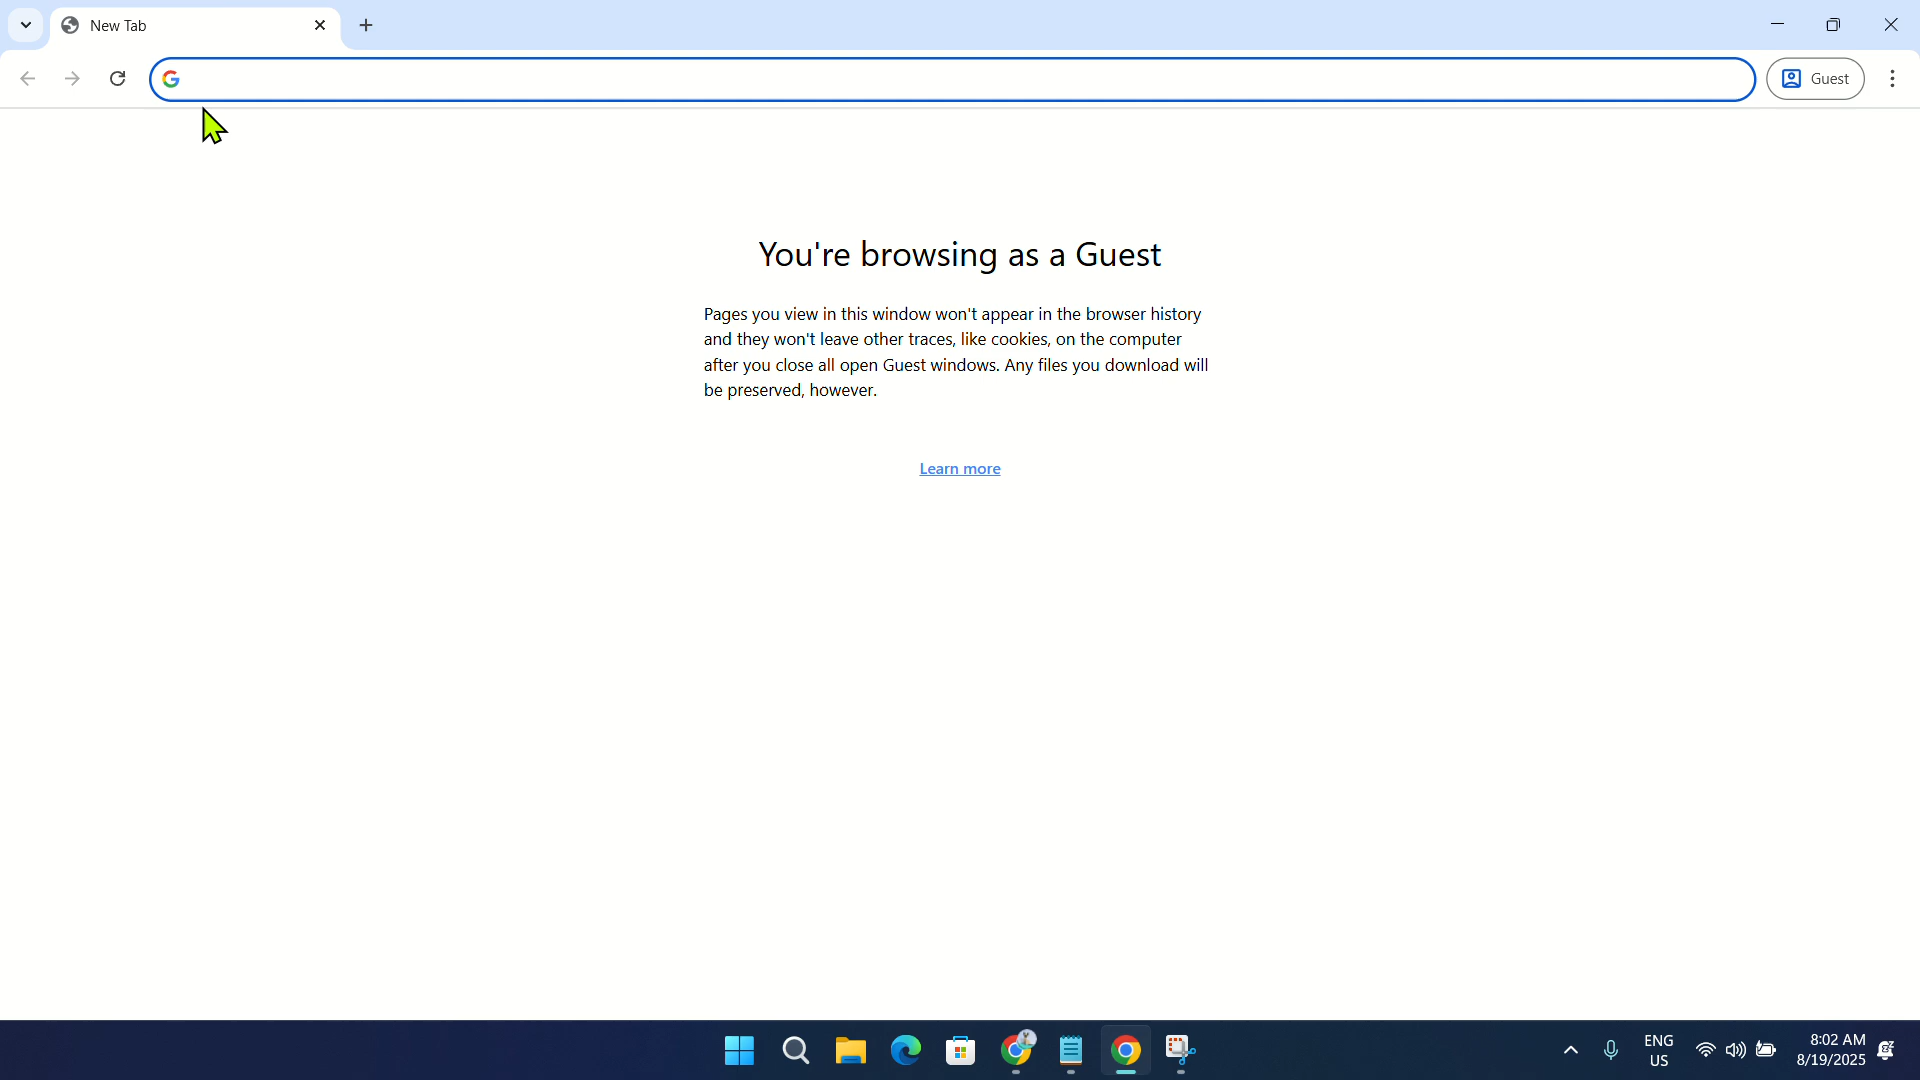 New Tab
Guest
You're browsing as a Guest
Pages you view in this window won't appear in the browser history
and they won't leave other traces, like cookies, on the computer
after you close all open Guest windows. Any files you download will
be preserved, however.
Learn more
ENG
US
8:02 AM
8/19/2025